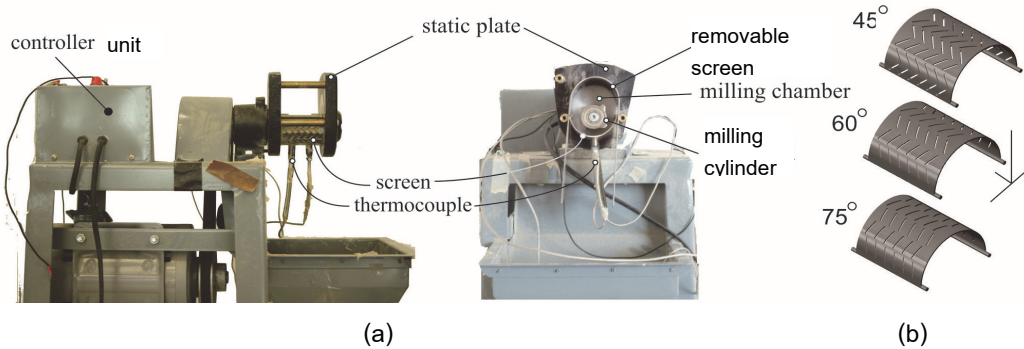 static plate
controller unit
removable
screen
milling chamber
milling
cylinder
screen
thermocouple
45°
60°
75°
(a)
(b)